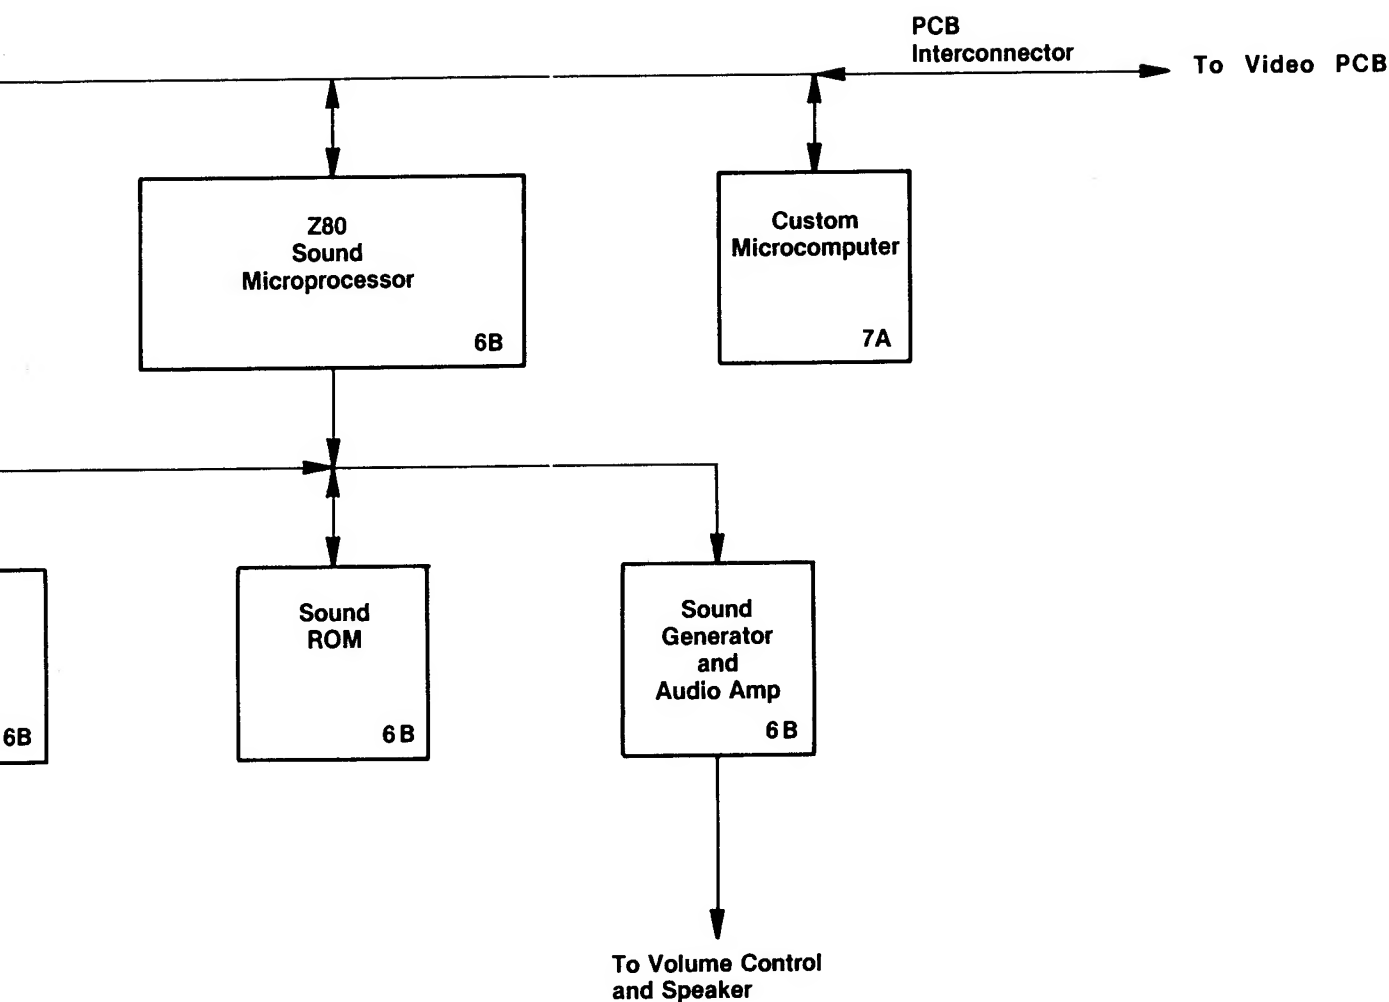 PCB
Interconnector
To Video PCB
Z80
Sound
Microprocessor
6B
Custom
Microcomputer
7A
6B
Sound
ROM
6B
Sound
Generator
and
Audio Amp
6B
To Volume Control
and Speaker